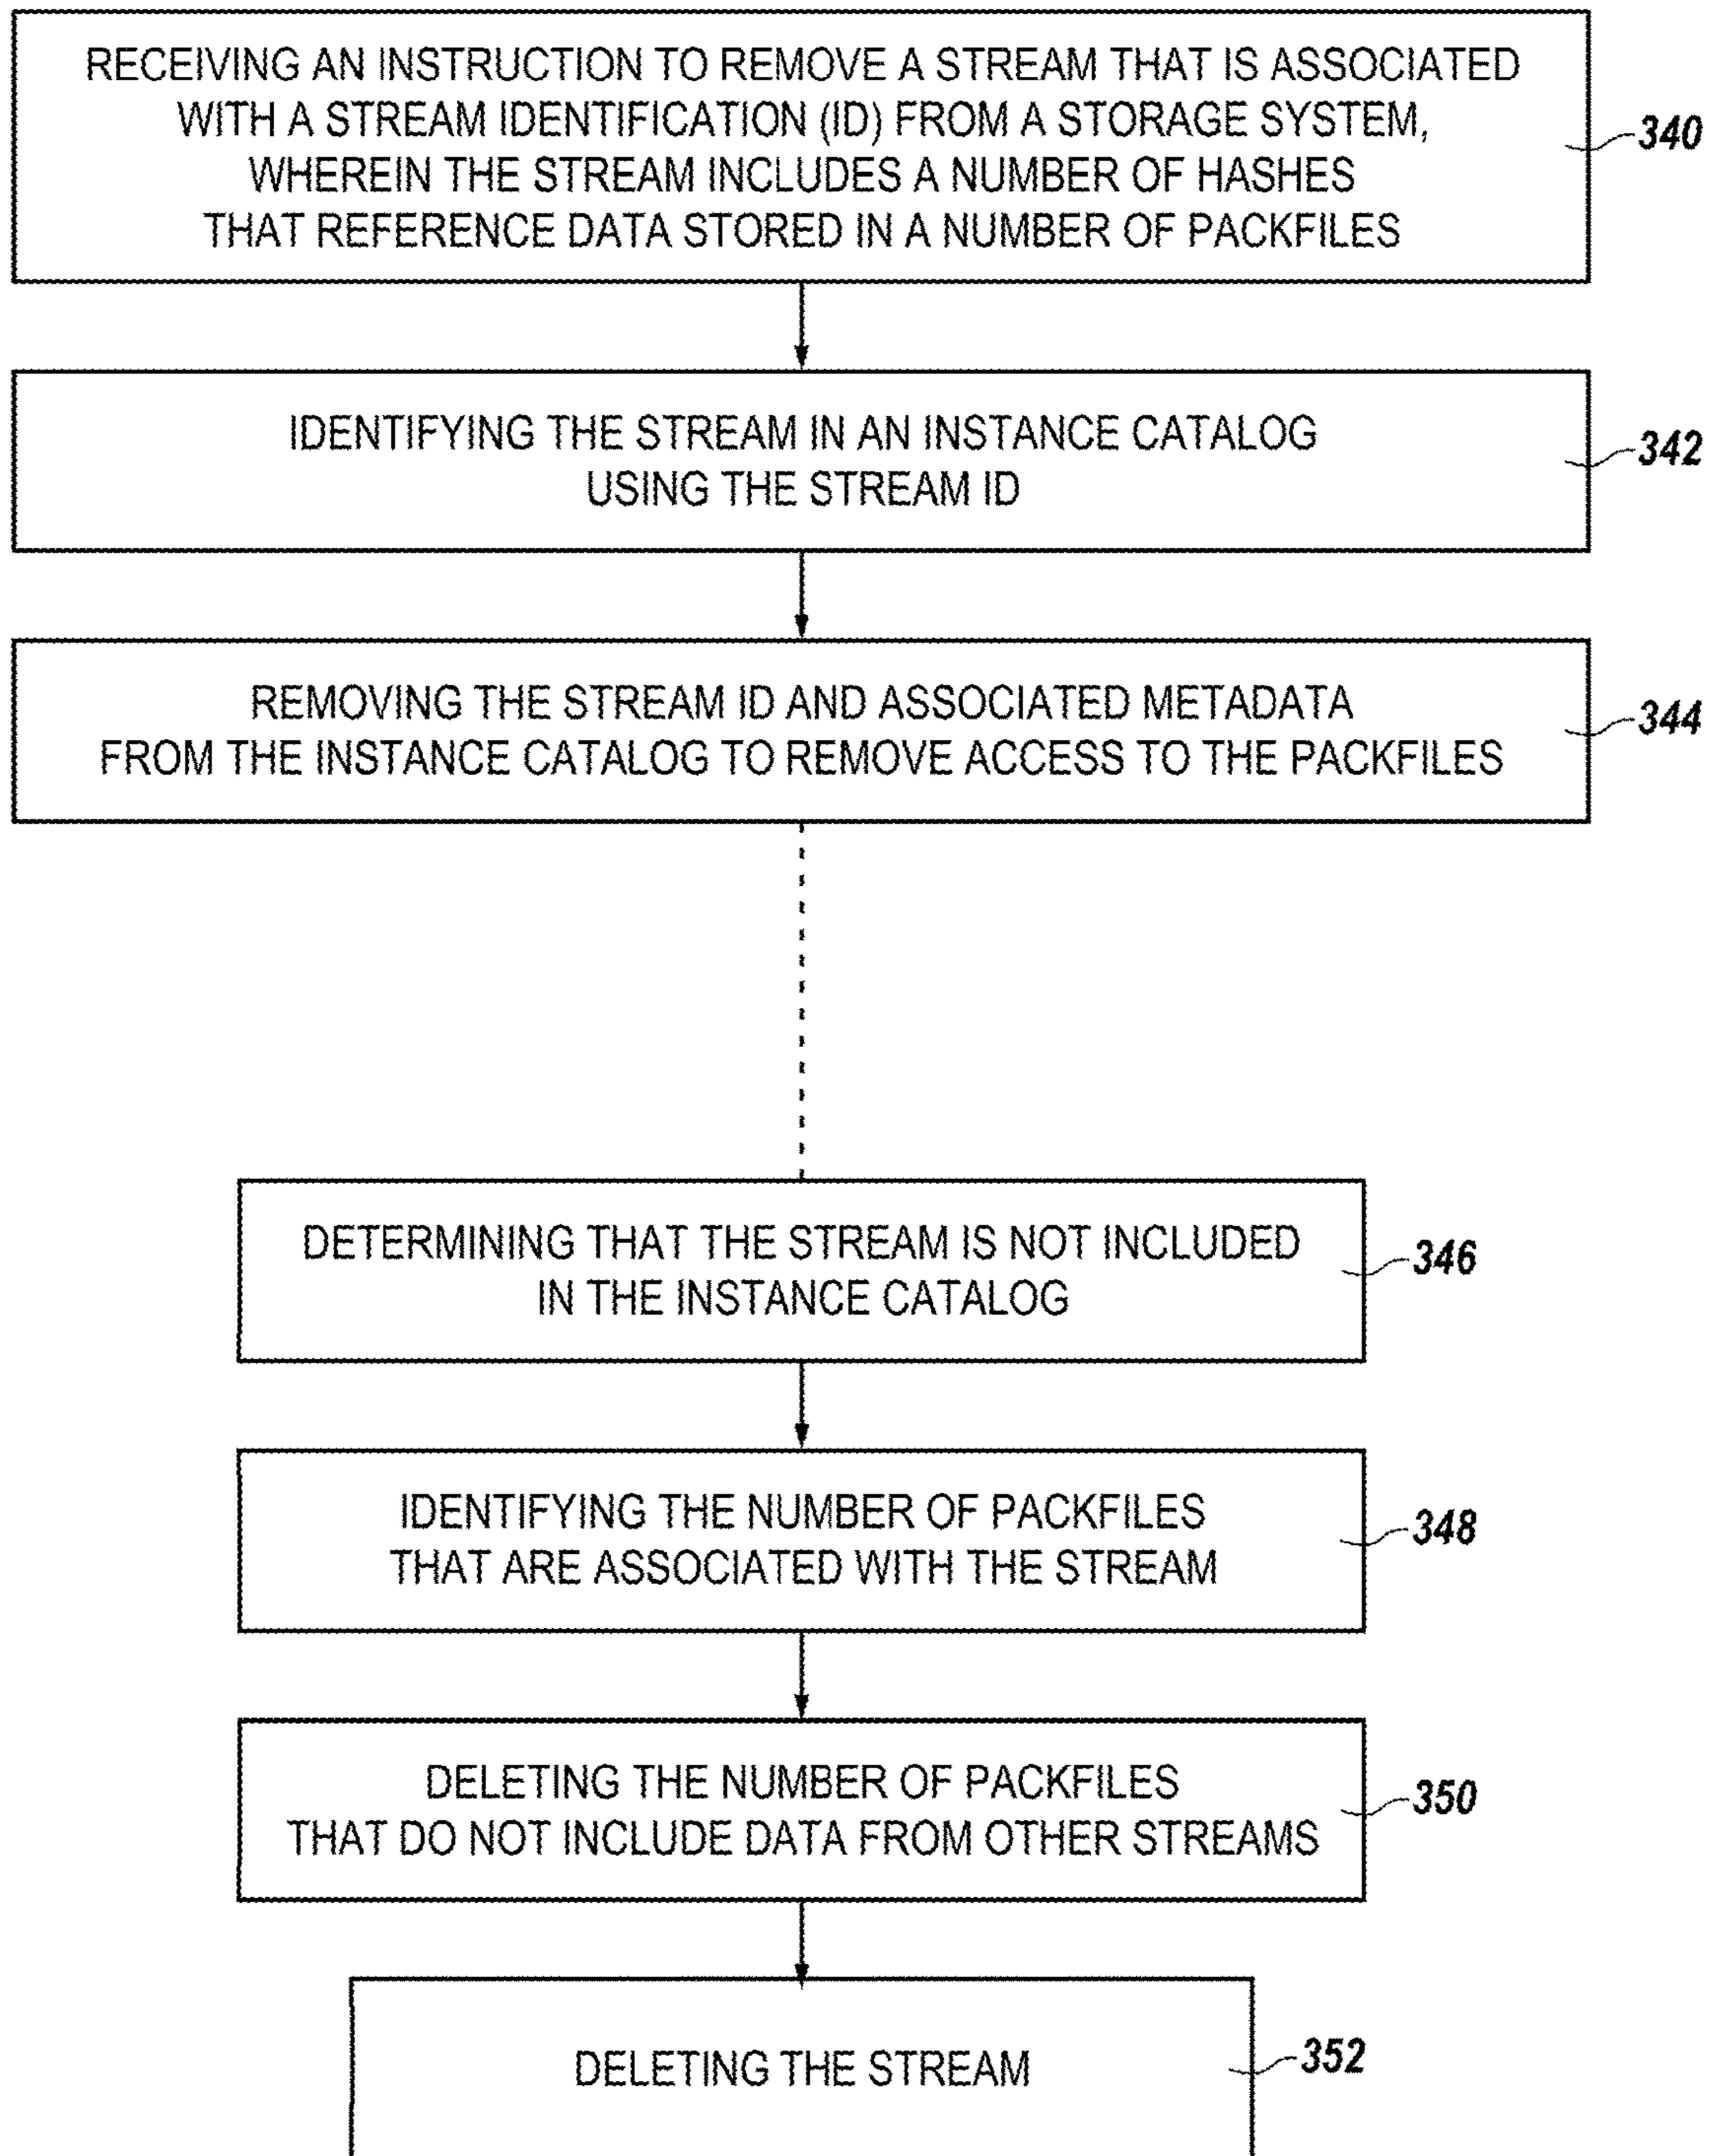 RECEIVING AN INSTRUCTION TO REMOVE A STREAM THAT IS ASSOCIATED
WITH A STREAM IDENTIFICATION (ID) FROM A STORAGE SYSTEM,
WHEREIN THE STREAM INCLUDES A NUMBER OF HASHES
THAT REFERENCE DATA STORED IN A NUMBER OF PACKFILES
340
IDENTIFYING THE STREAM IN AN INSTANCE CATALOG
USING THE STREAM ID
342
REMOVING THE STREAM ID AND ASSOCIATED METADATA
FROM THE INSTANCE CATALOG TO REMOVE ACCESS TO THE PACKFILES
344
DETERMINING THAT THE STREAM IS NOT INCLUDED
IN THE INSTANCE CATALOG
346
IDENTIFYING THE NUMBER OF PACKFILES
THAT ARE ASSOCIATED WITH THE STREAM
348
DELETING THE NUMBER OF PACKFILES
THAT DO NOT INCLUDE DATA FROM OTHER STREAMS
350
DELETING THE STREAM
352